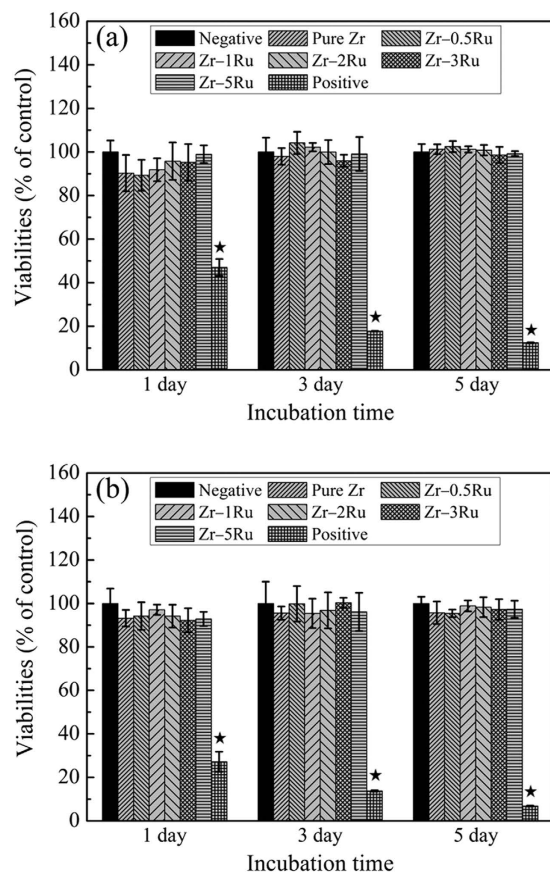 (a)
Negative Pure Zr Zr–0.5Ru
Zr–1Ru Zr–2Ru Zr–3Ru
Zr–5Ru Positive
160
140
120
100
80
60
40
20
0
Viabilities (% of control)
★ ★ ★
1 day 3 day 5 day
Incubation time
(b)
Negative Pure Zr Zr–0.5Ru
Zr–1Ru Zr–2Ru Zr–3Ru
Zr–5Ru Positive
160
140
120
100
80
60
40
20
0
Viabilities (% of control)
★ ★ ★
1 day 3 day 5 day
Incubation time